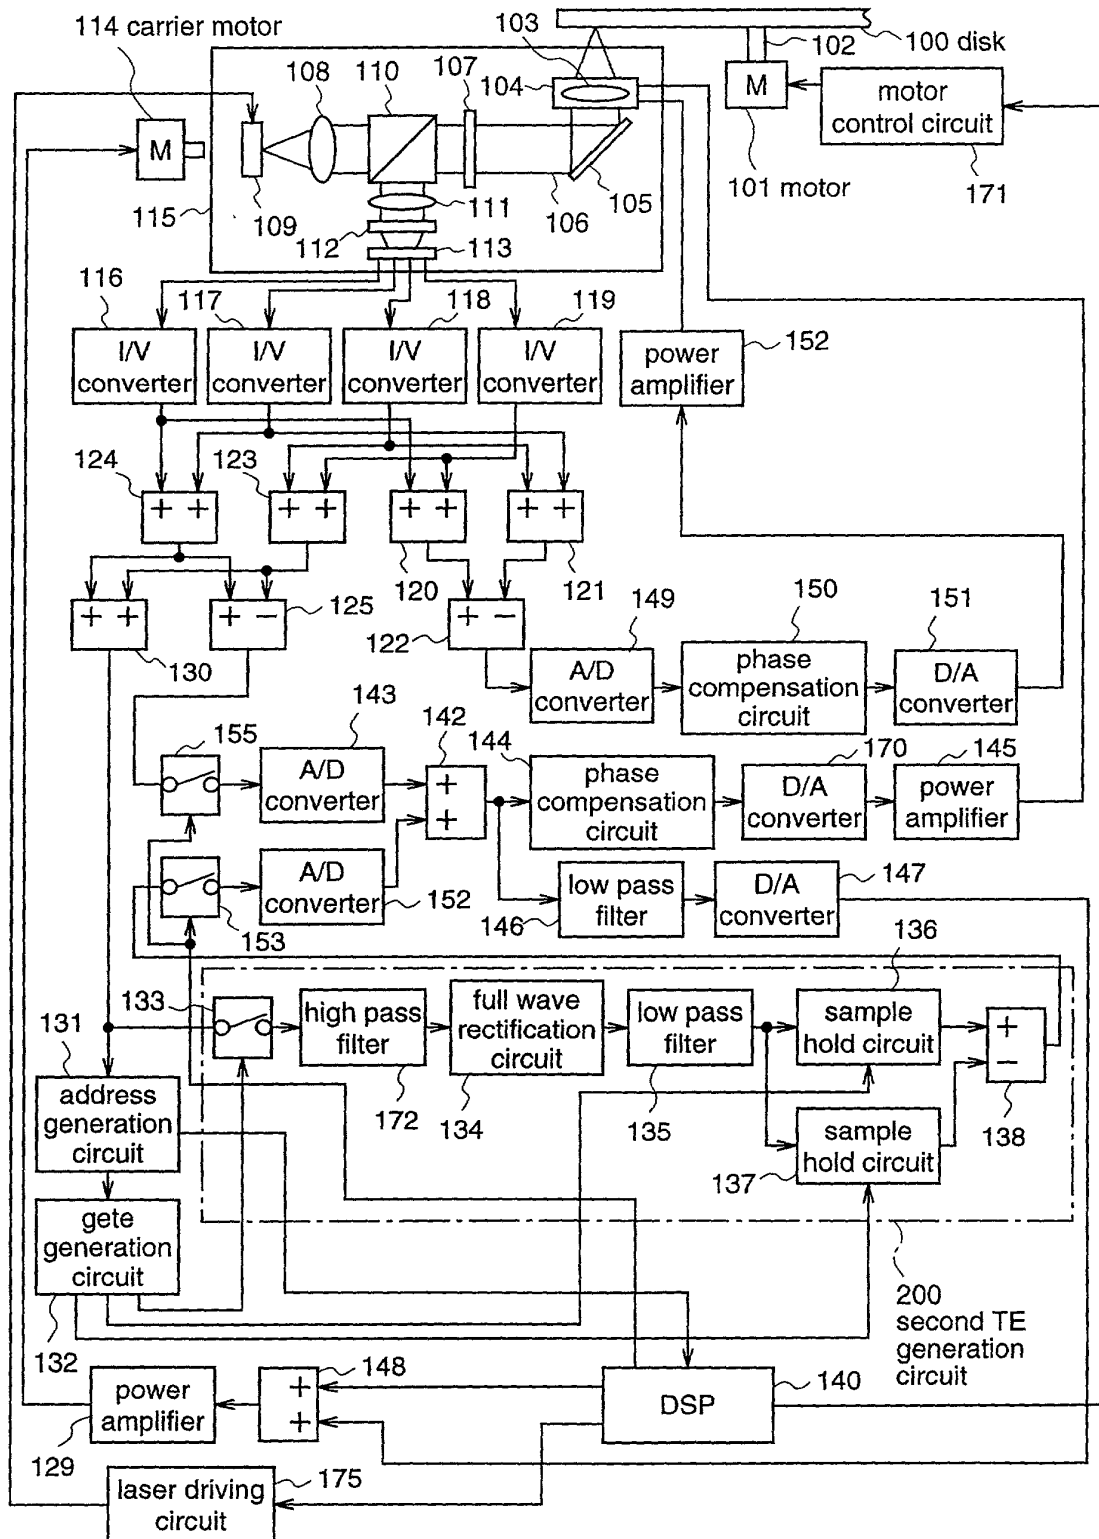 114 carrier motor
103
102
100 disk
M
108
110
107
104
M
motor
control circuit
101 motor
171
115
109
111
112
113
106
105
116
117
118
119
I/V
converter
I/V
converter
I/V
converter
I/V
converter
power
amplifier
152
124
123
+ +
+ +
+ +
+ +
120
121
125
+ +
+ −
+ −
130
122
149
150
151
A/D
converter
phase
compensation
circuit
D/A
converter
155
143
142
144
170
145
A/D
converter
+
+
phase
compensation
circuit
D/A
converter
power
amplifier
A/D
converter
152
153
low pass
filter
146
D/A
converter
147
136
133
131
high pass
filter
172
full wave
rectification
circuit
134
low pass
filter
135
sample
hold circuit
+
−
138
sample
hold circuit
137
address
generation
circuit
gete
generation
circuit
132
200
second TE
generation
circuit
148
+
+
power
amplifier
129
DSP
140
laser driving
circuit
175